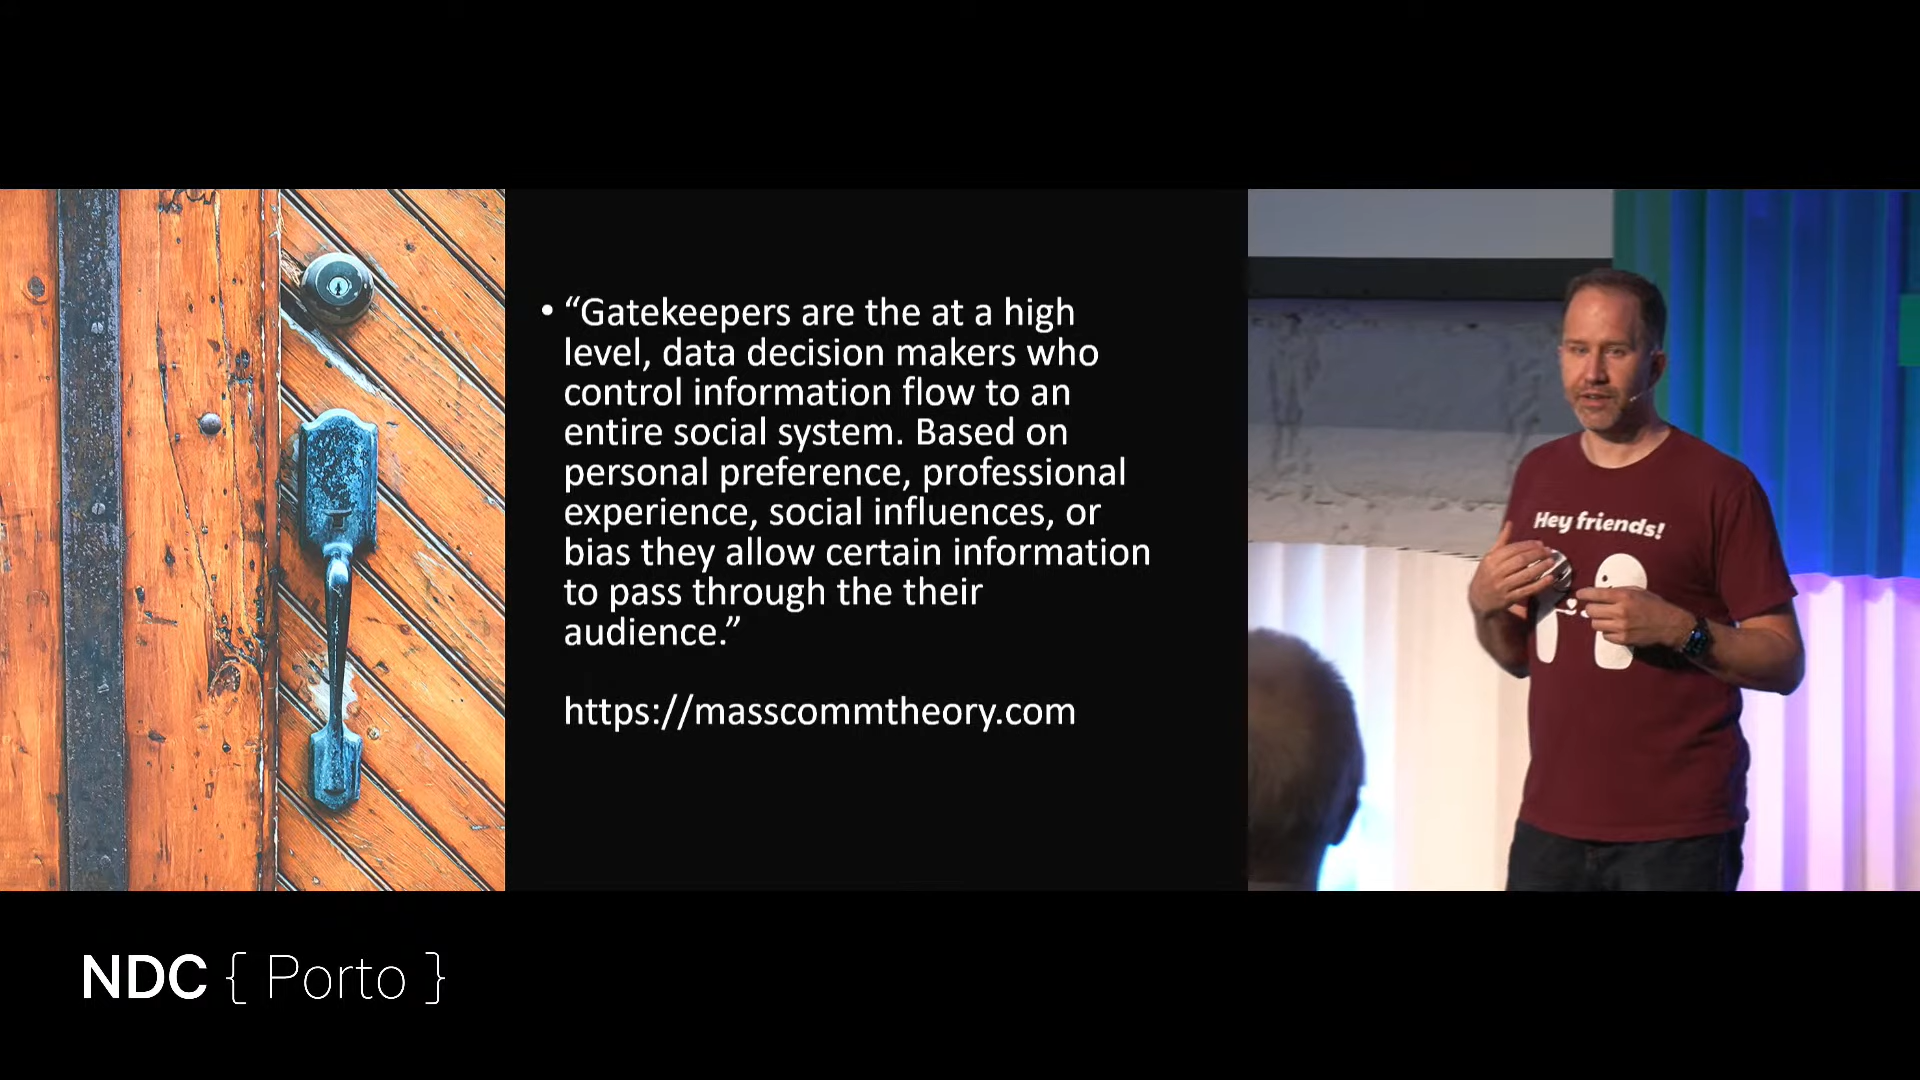 • “Gatekeepers are the at a high
level, data decision makers who
control information flow to an
entire social system. Based on
personal preference, professional
experience, social influences, or
bias they allow certain information
to pass through the their
audience.”
https://masscommtheory.com
Hey friends!
NDC { Porto }